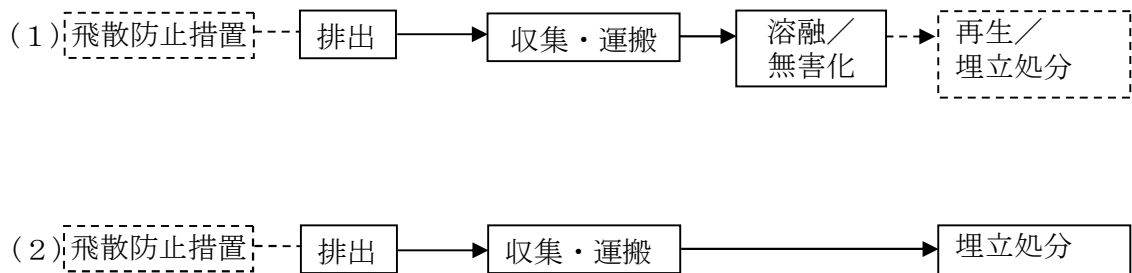 (1)飛散防止措置 排出 収集・運搬 溶融／ 再生／
無害化 埋立処分
(2)飛散防止措置 排出 収集・運搬 埋立処分